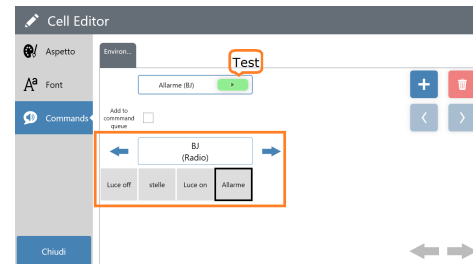 Cell Editor
Aspetto
Font
Commands
Chiudi
Environ...
Test
Allarme (BJ)
Add to
commmand
queue
BJ
(Radio)
Luce off
stelle
Luce on
Allarme